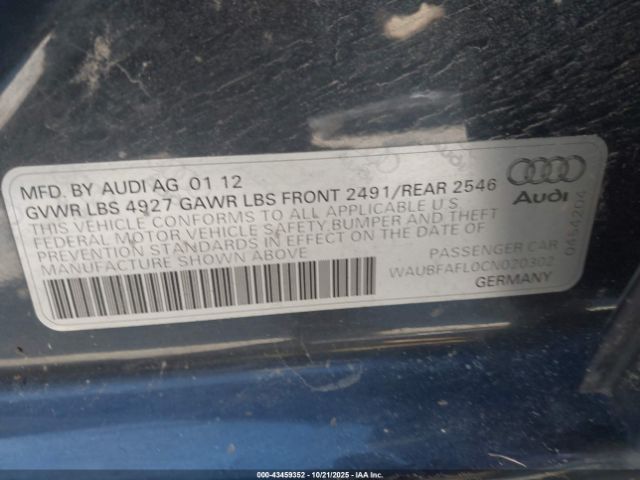 MFD. BY AUDI AG 01 12
GVWR LBS 4927 GAWR LBS FRONT 2491/REAR 2546
THIS VEHICLE CONFORMS TO ALL APPLICABLE U S
FEDERAL MOTOR VEHICLE SAFETY, BUMPER AND THEFT
PREVENTION STANDARDS IN EFFECT ON THE DATE OF
MANUFACTURE SHOWN ABOVE
Audi
PASSENGER CAR
WAUBFAFL0CN020302
GERMANY
0454204
000-43459352 - 10/21/2025 - IAAI.COM